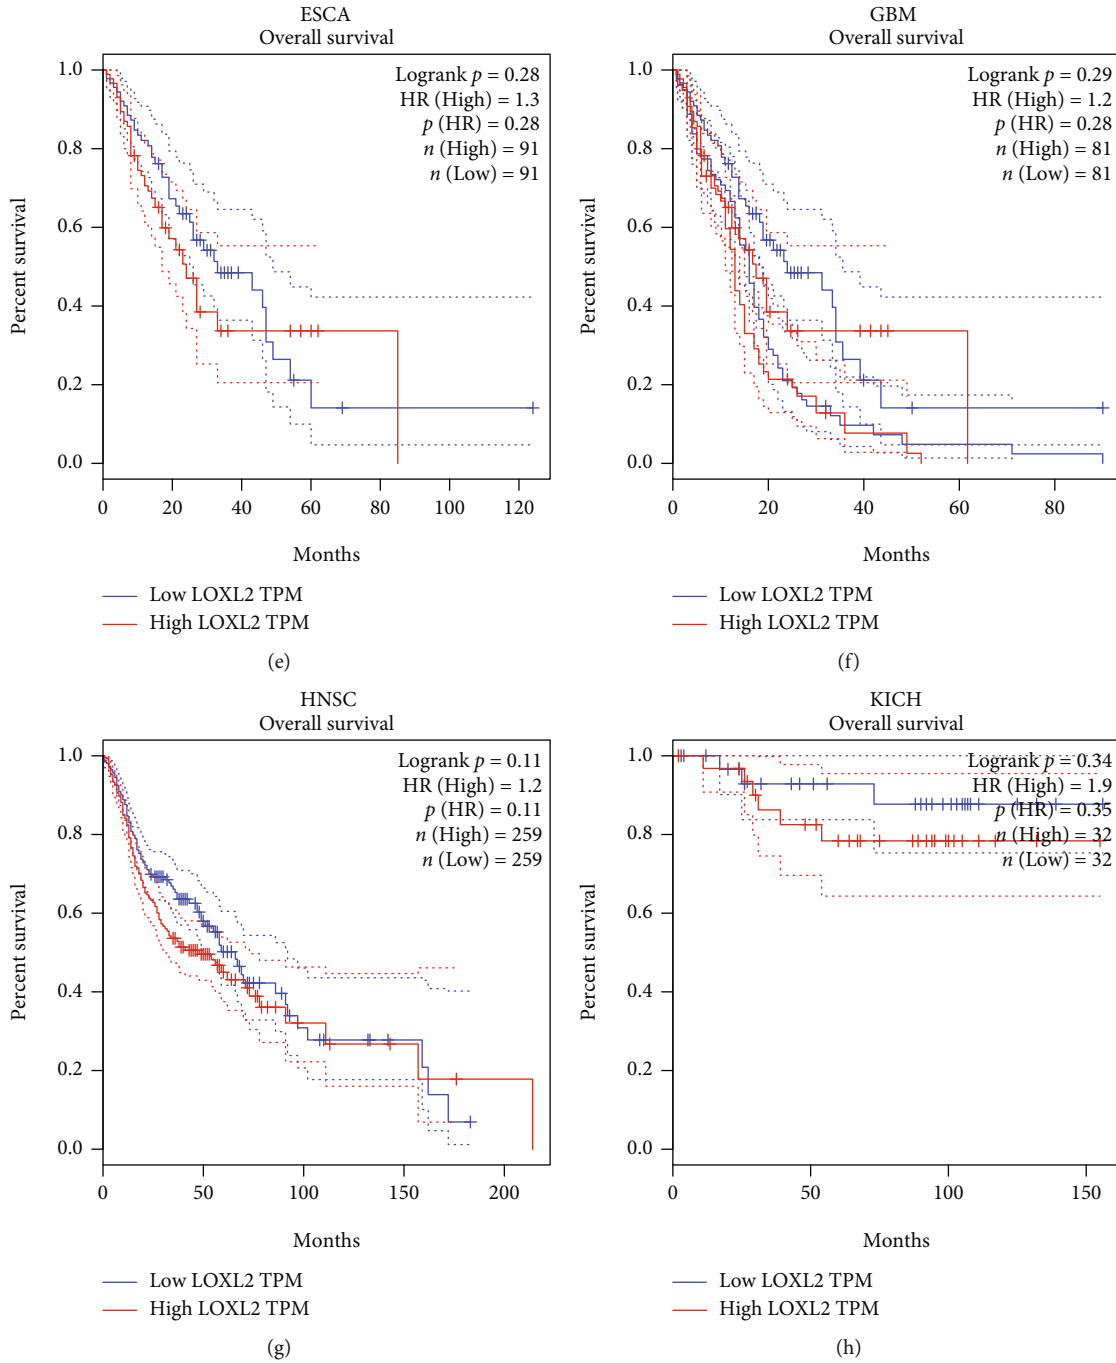 ESCA
Overall survival
Logrank p = 0.28
HR (High) = 1.3
p (HR) = 0.28
n (High) = 91
n (Low) = 91
Percent survival
1.0
0.8
0.6
0.4
0.2
0.0
0 20 40 60 80 100 120
Months
Low LOXL2 TPM
High LOXL2 TPM
(e)
GBM
Overall survival
Logrank p = 0.29
HR (High) = 1.2
p (HR) = 0.28
n (High) = 81
n (Low) = 81
Percent survival
1.0
0.8
0.6
0.4
0.2
0.0
0 20 40 60 80
Months
Low LOXL2 TPM
High LOXL2 TPM
(f)
HNSC
Overall survival
Logrank p = 0.11
HR (High) = 1.2
p (HR) = 0.11
n (High) = 259
n (Low) = 259
Percent survival
1.0
0.8
0.6
0.4
0.2
0.0
0 50 100 150 200
Months
Low LOXL2 TPM
High LOXL2 TPM
(g)
KICH
Overall survival
Logrank p = 0.34
HR (High) = 1.9
p (HR) = 0.35
n (High) = 32
n (Low) = 32
Percent survival
1.0
0.8
0.6
0.4
0.2
0.0
0 50 100 150
Months
Low LOXL2 TPM
High LOXL2 TPM
(h)